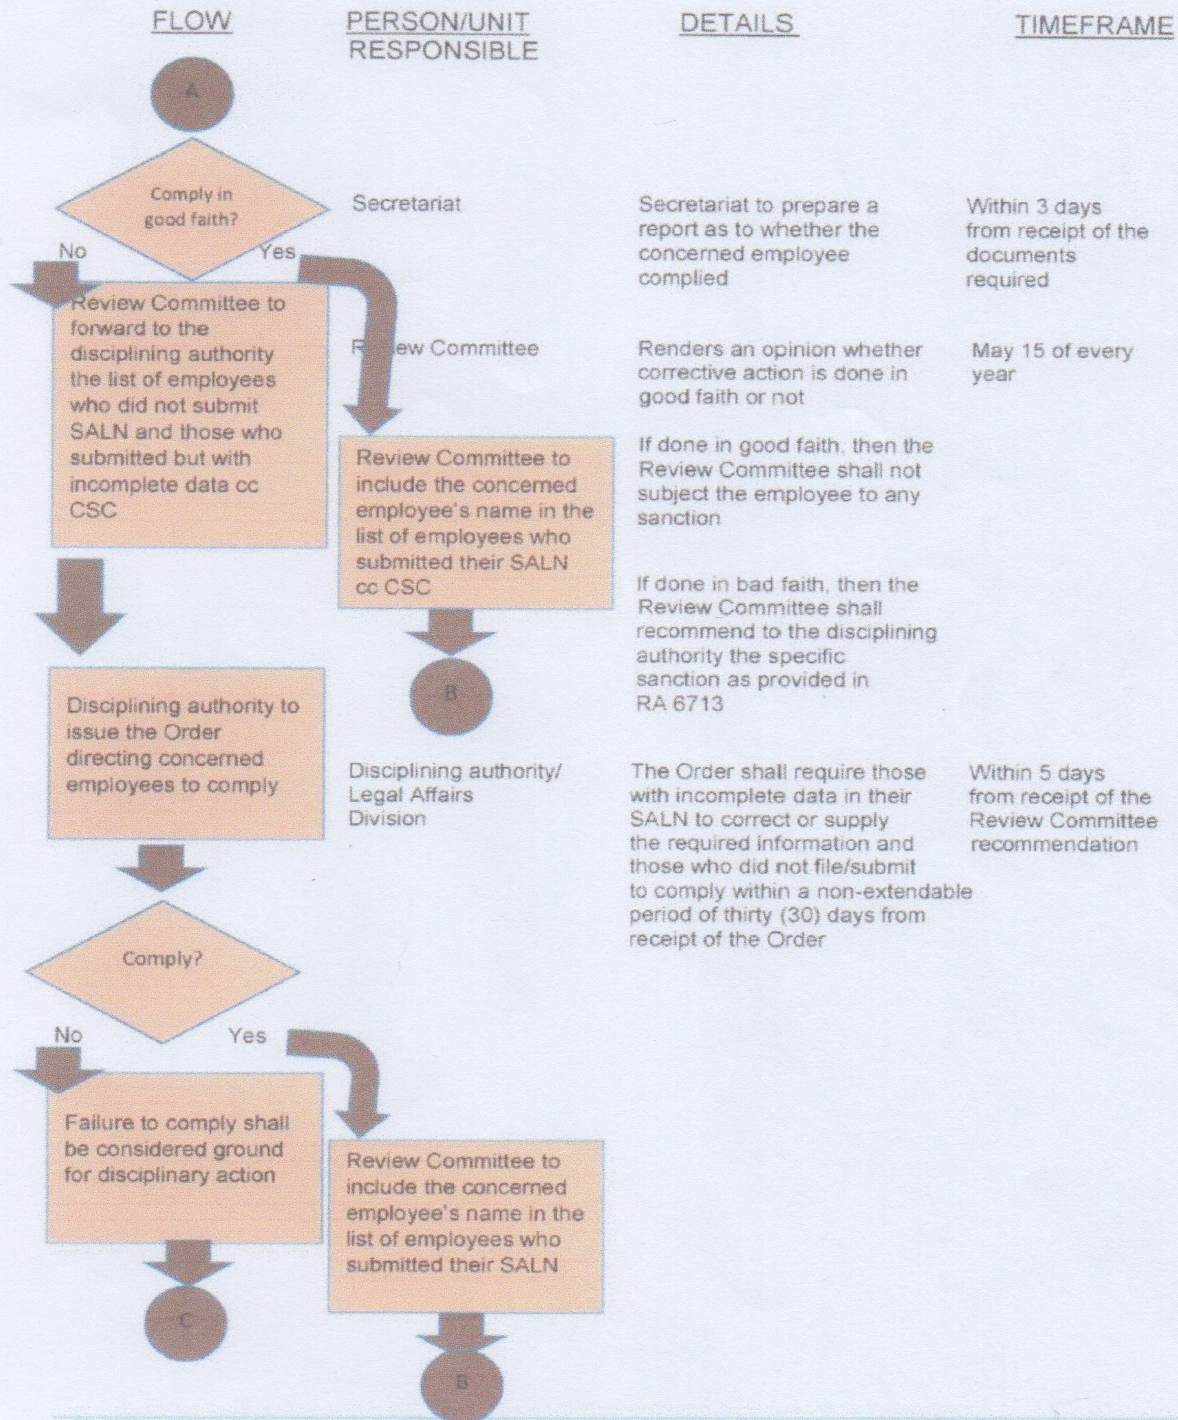 FLOW
PERSON/UNIT
RESPONSIBLE
DETAILS
TIMEFRAME
A
Comply in
good faith?
No
Yes
Secretariat
Secretariat to prepare a
report as to whether the
concerned employee
complied
Within 3 days
from receipt of the
documents
required
Review Committee to
forward to the
disciplining authority
the list of employees
who did not submit
SALN and those who
submitted but with
incomplete data cc
CSC
Review Committee
Renders an opinion whether
corrective action is done in
good faith or not
May 15 of every
year
If done in good faith, then the
Review Committee shall not
subject the employee to any
sanction
Review Committee to
include the concerned
employee's name in the
list of employees who
submitted their SALN
cc CSC
If done in bad faith, then the
Review Committee shall
recommend to the disciplining
authority the specific
sanction as provided in
RA 6713
B
Disciplining authority to
issue the Order
directing concerned
employees to comply
Disciplining authority/
Legal Affairs
Division
The Order shall require those
with incomplete data in their
SALN to correct or supply
the required information and
those who did not file/submit
to comply within a non-extendable
period of thirty (30) days from
receipt of the Order
Within 5 days
from receipt of the
Review Committee
recommendation
Comply?
No
Yes
Failure to comply shall
be considered ground
for disciplinary action
Review Committee to
include the concerned
employee's name in the
list of employees who
submitted their SALN
C
B